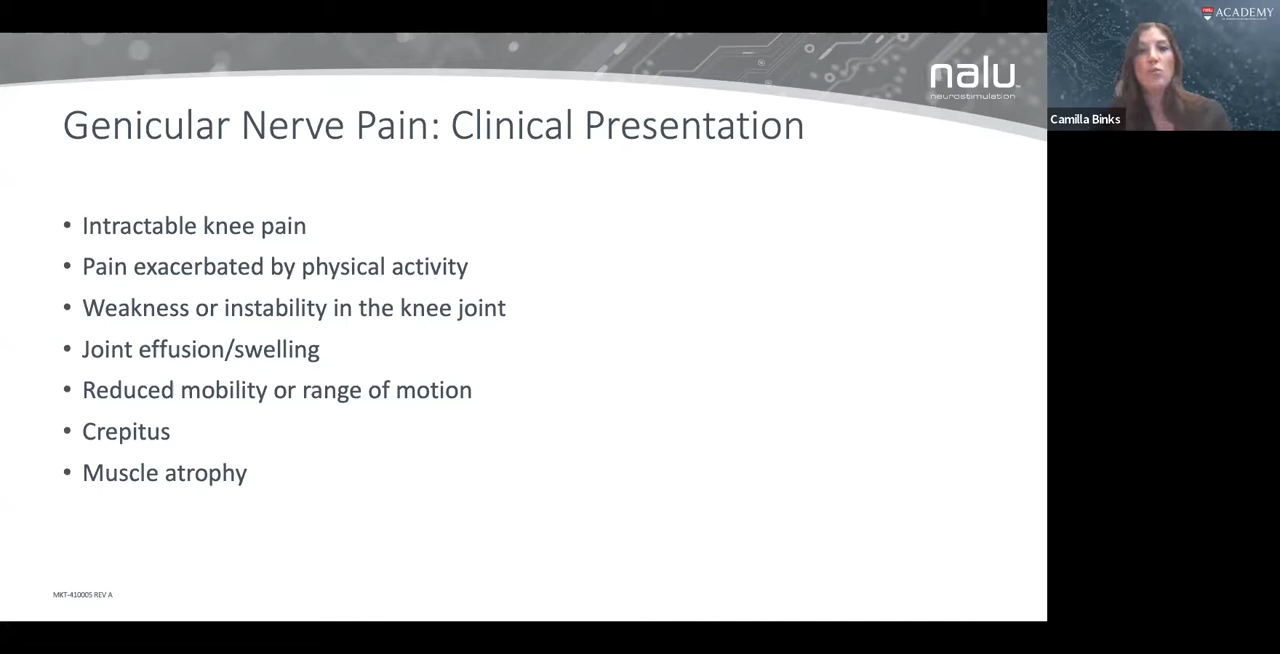 ACADEMY
nalu
neurostimulation
Camilla Binks
Genicular Nerve Pain: Clinical Presentation
• Intractable knee pain
• Pain exacerbated by physical activity
• Weakness or instability in the knee joint
• Joint effusion/swelling
• Reduced mobility or range of motion
• Crepitus
• Muscle atrophy
MKT-410005 REV A